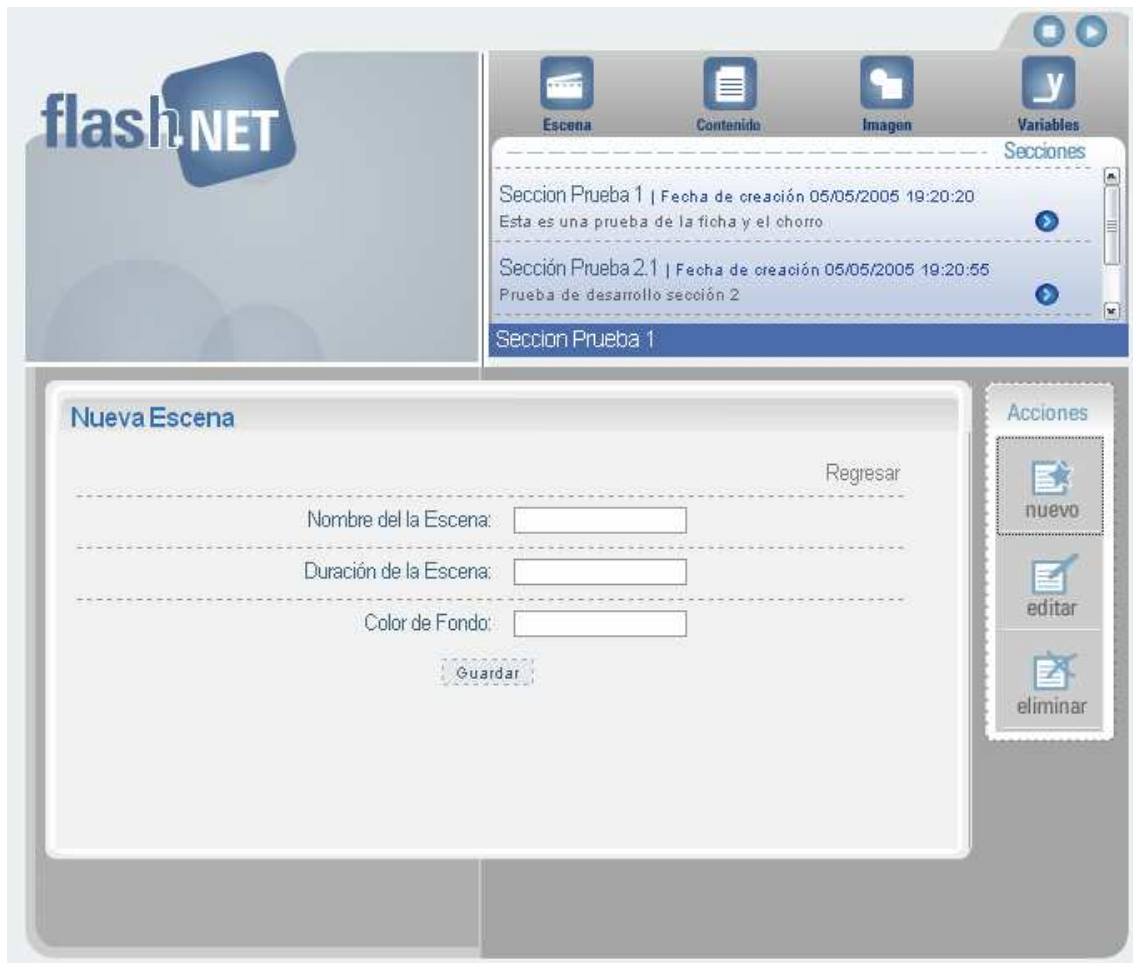 flash.NET
Escena
Contenido
Imagen
_y
Variables
Secciones
Seccion Prueba 1 | Fecha de creación 05/05/2005 19:20:20
Esta es una prueba de la ficha y el chorro
Sección Prueba 2.1 | Fecha de creación 05/05/2005 19:20:55
Prueba de desarrollo sección 2
Seccion Prueba 1
Nueva Escena
Regresar
Nombre del la Escena:
Duración de la Escena:
Color de Fondo:
Guardar
Acciones
nuevo
editar
eliminar